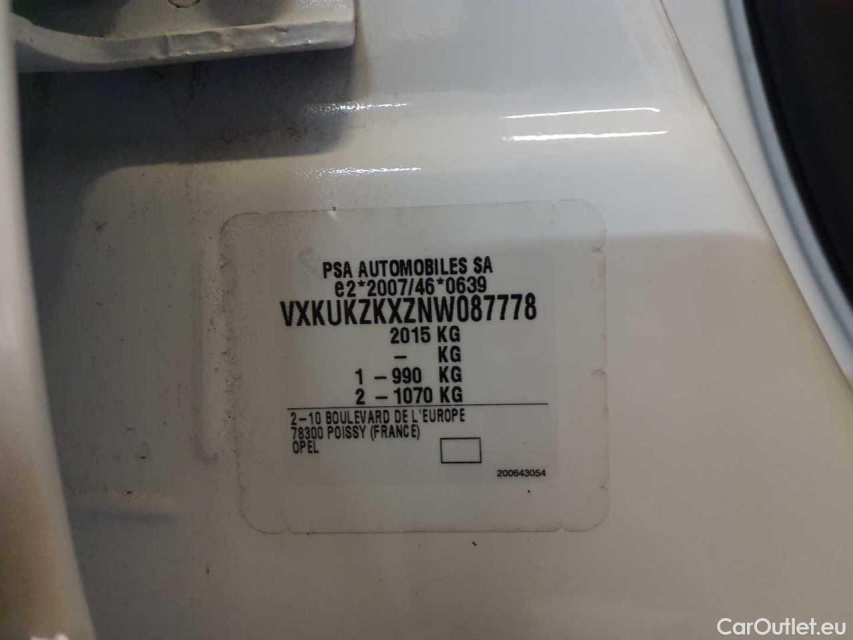 PSA AUTOMOBILES SA
e2*2007/46*0639
VXKUKZKXZNW087778
2015 KG
- KG
1 - 990 KG
2 - 1070 KG
2-10 BOULEVARD DE L'EUROPE
78300 POISSY (FRANCE)
OPEL
200643054
CarOutlet.eu